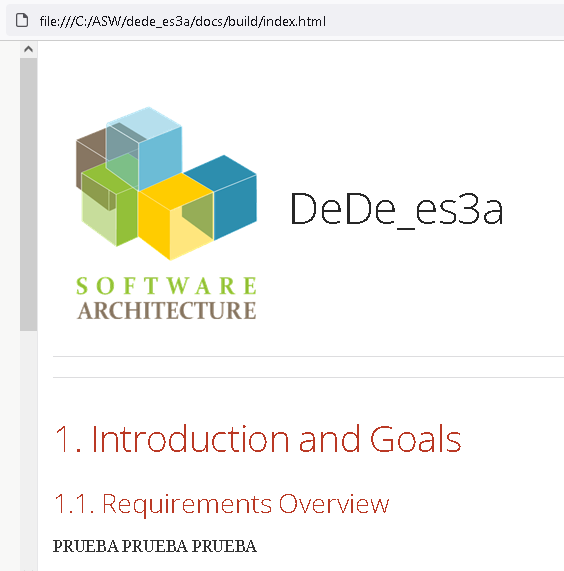 file:///C:/ASW/dede_es3a/docs/build/index.html
SOFTWARE
ARCHITECTURE
DeDe_es3a
1. Introduction and Goals
1.1. Requirements Overview
PRUEBA PRUEBA PRUEBA